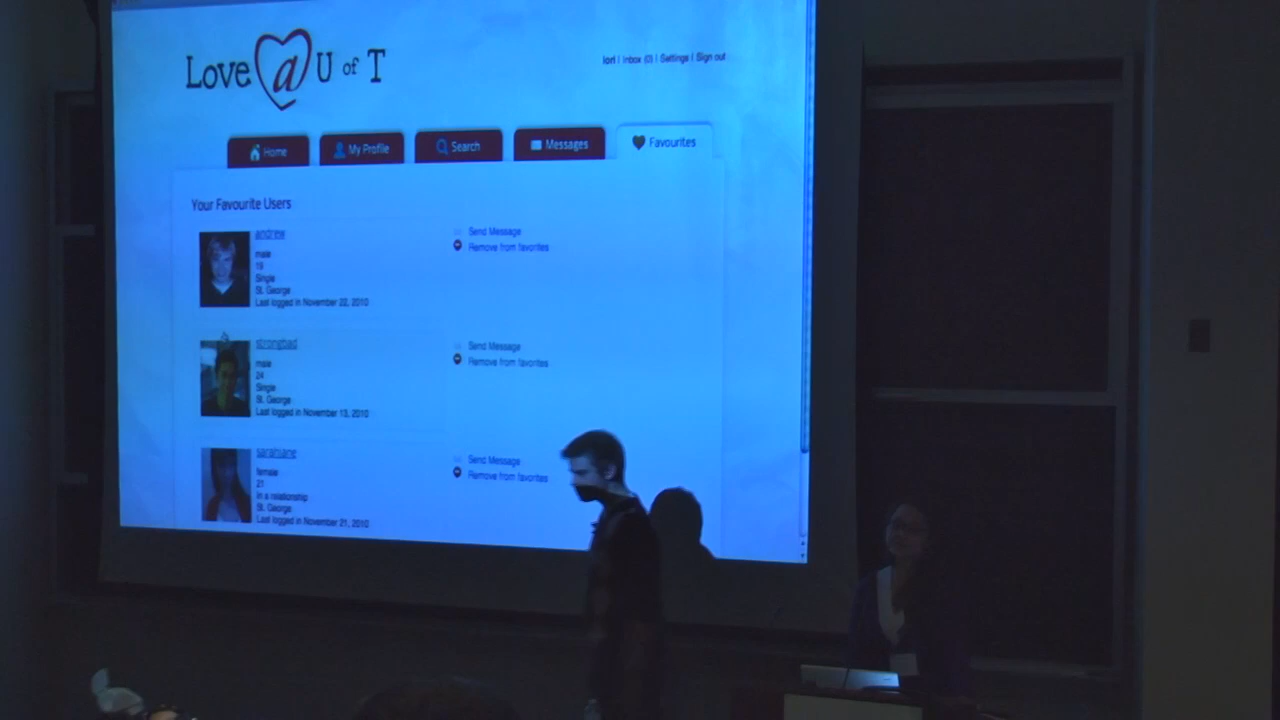 Love @ U of T
lori | Inbox (0) | Settings | Sign out
Home
My Profile
Search
Messages
Favourites
Your Favourite Users
andrew
male
19
Single
St. George
Last logged in November 22, 2010
Send Message
Remove from favorites
strongbad
male
24
Single
St. George
Last logged in November 13, 2010
Send Message
Remove from favorites
sarahjane
female
21
In a relationship
St. George
Last logged in November 21, 2010
Send Message
Remove from favorites